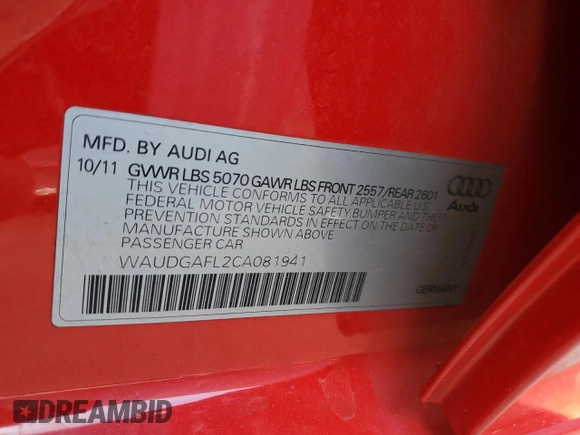 MFD. BY AUDI AG
10/11 GVWR LBS 5070 GAWR LBS FRONT 2557/REAR 2601
THIS VEHICLE CONFORMS TO ALL APPLICABLE U.S.
FEDERAL MOTOR VEHICLE SAFETY, BUMPER AND THEFT
PREVENTION STANDARDS IN EFFECT ON THE DATE OF
MANUFACTURE SHOWN ABOVE
PASSENGER CAR
WAUDGAFL2CA081941
Audi
GERMANY
DREAMBID